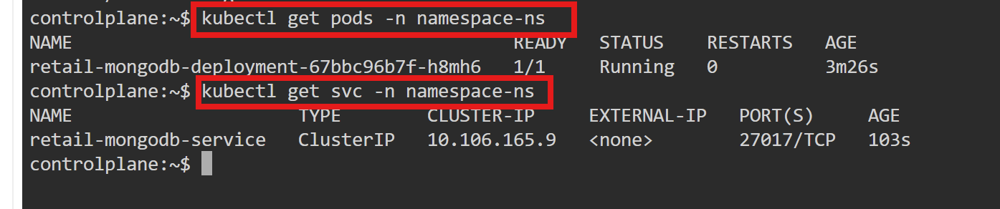 controlplane:~$ kubectl get pods -n namespace-ns
NAME READY STATUS RESTARTS AGE
retail-mongodb-deployment-67bbc96b7f-h8mh6 1/1 Running 0 3m26s
controlplane:~$ kubectl get svc -n namespace-ns
NAME TYPE CLUSTER-IP EXTERNAL-IP PORT(S) AGE
retail-mongodb-service ClusterIP 10.106.165.9 <none> 27017/TCP 103s
controlplane:~$